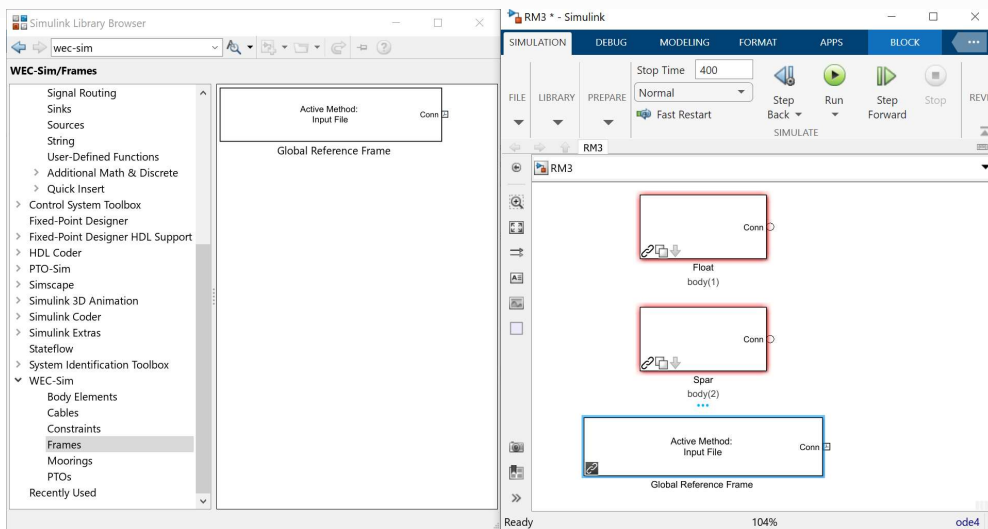 Simulink Library Browser
wec-sim
WEC-Sim/Frames
Signal Routing
Sinks
Sources
String
User-Defined Functions
Additional Math & Discrete
Quick Insert
Control System Toolbox
Fixed-Point Designer
Fixed-Point Designer HDL Support
HDL Coder
PTO-Sim
Simscape
Simulink 3D Animation
Simulink Coder
Simulink Extras
Stateflow
System Identification Toolbox
WEC-Sim
Body Elements
Cables
Constraints
Frames
Moorings
PTOs
Recently Used
Active Method:
Input File
Conn
Global Reference Frame
RM3 * - Simulink
SIMULATION DEBUG MODELING FORMAT APPS BLOCK
FILE LIBRARY PREPARE
Stop Time 400
Normal
Fast Restart
Step
Back
Run
Step
Forward
Stop
REVI
SIMULATE
RM3
RM3
Conn
Float
body(1)
Conn
Spar
body(2)
Active Method:
Input File
Conn
Global Reference Frame
Ready 104% ode4